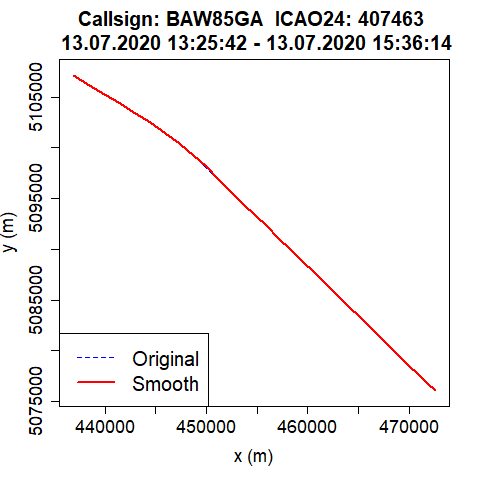 Callsign: BAW85GA  ICAO24: 407463
13.07.2020 13:25:42 - 13.07.2020 15:36:14
y (m)
5105000
5095000
5085000
5075000
Original
Smooth
440000 450000 460000 470000
x (m)